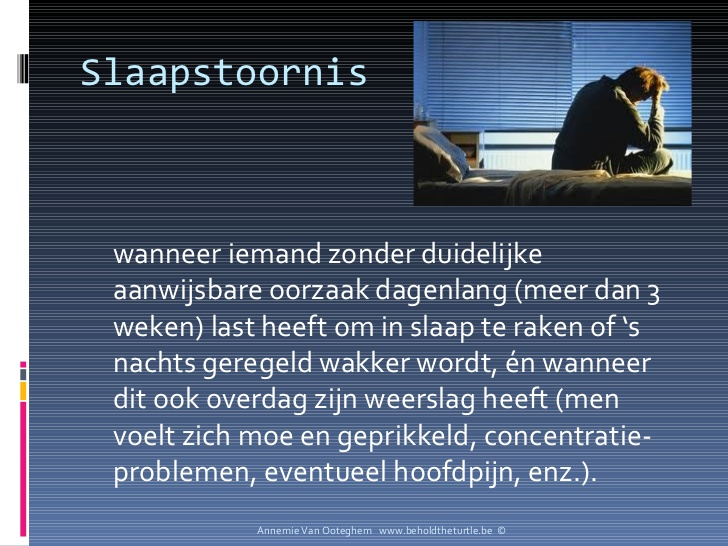 Slaapstoornis
wanneer iemand zonder duidelijke
aanwijsbare oorzaak dagenlang (meer dan 3
weken) last heeft om in slaap te raken of ‘s
nachts geregeld wakker wordt, én wanneer
dit ook overdag zijn weerslag heeft (men
voelt zich moe en geprikkeld, concentratie-
problemen, eventueel hoofdpijn, enz.).
Annemie Van Ooteghem www.beholdtheturtle.be ©